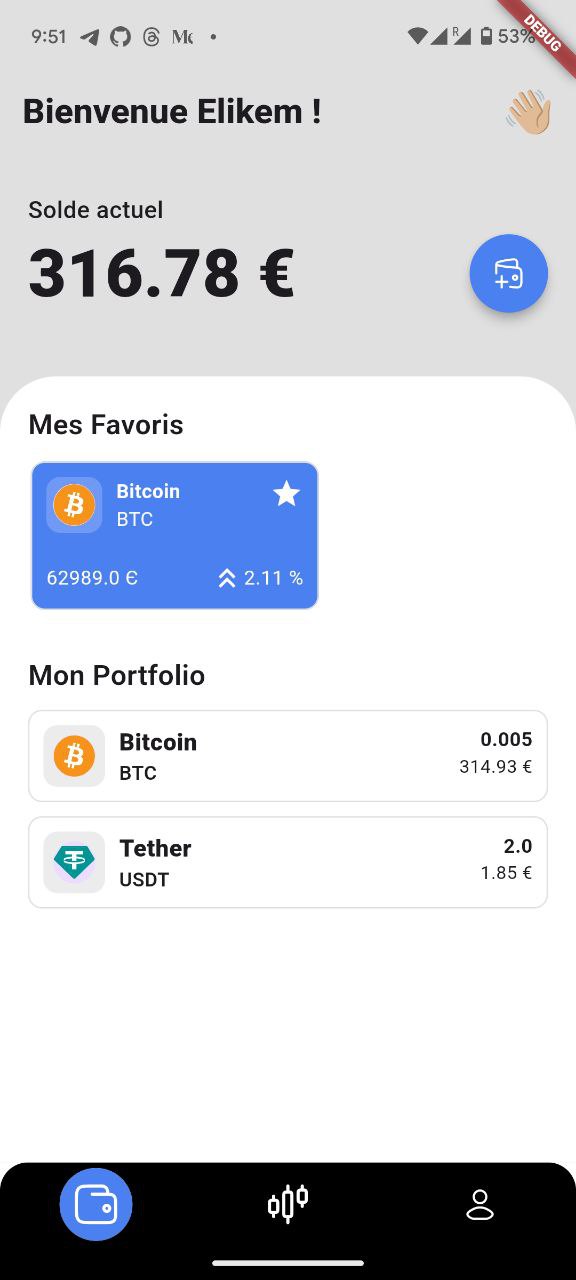 9:51
R
53%
DEBUG
Bienvenue Elikem !
Solde actuel
316.78 €
Mes Favoris
Bitcoin
BTC
62989.0 €
2.11 %
Mon Portfolio
Bitcoin
0.005
BTC
314.93 €
Tether
2.0
USDT
1.85 €